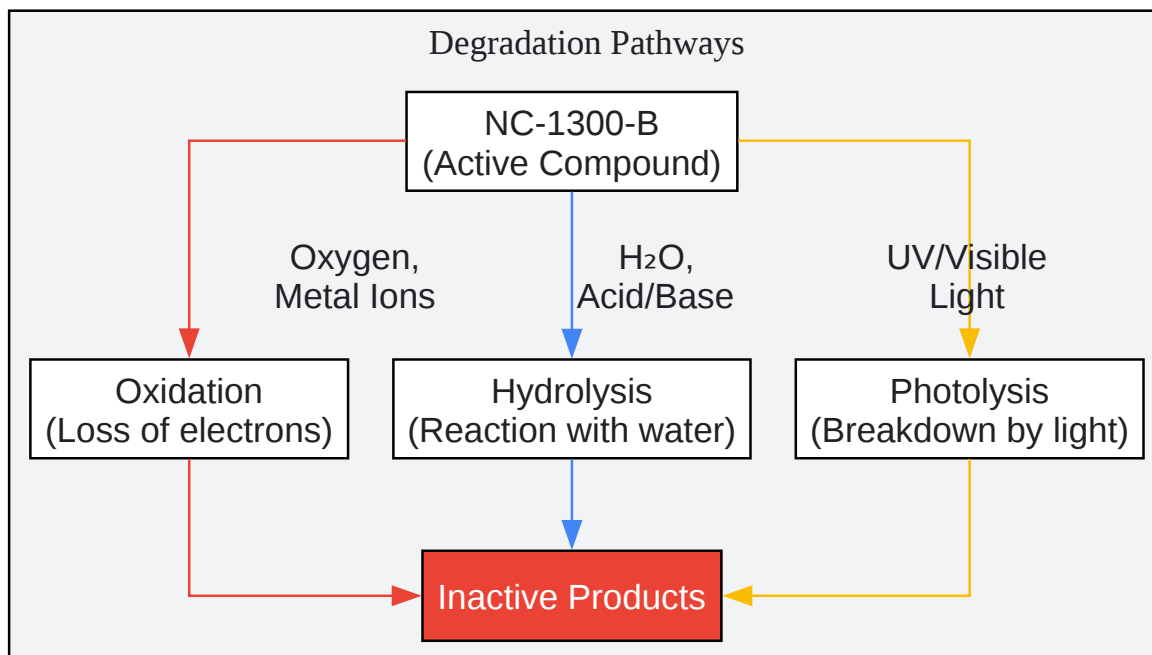 Degradation Pathways
NC-1300-B
(Active Compound)
Oxygen,
Metal Ions
H₂O,
Acid/Base
UV/Visible
Light
Oxidation
(Loss of electrons)
Hydrolysis
(Reaction with water)
Photolysis
(Breakdown by light)
Inactive Products